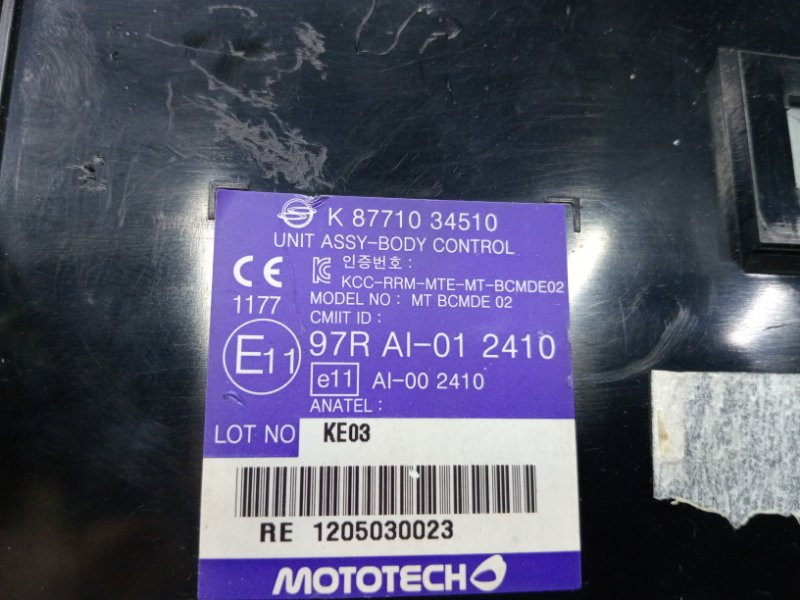 K 87710 34510
UNIT ASSY-BODY CONTROL
CE 인증번호 :
KCC-RRM-MTE-MT-BCMDE02
1177 MODEL NO : MT BCMDE 02
CMIIT ID :
E11 97R AI-01 2410
e11 AI-00 2410
ANATEL :
LOT NO KE03
RE 1205030023
MOTOTECH